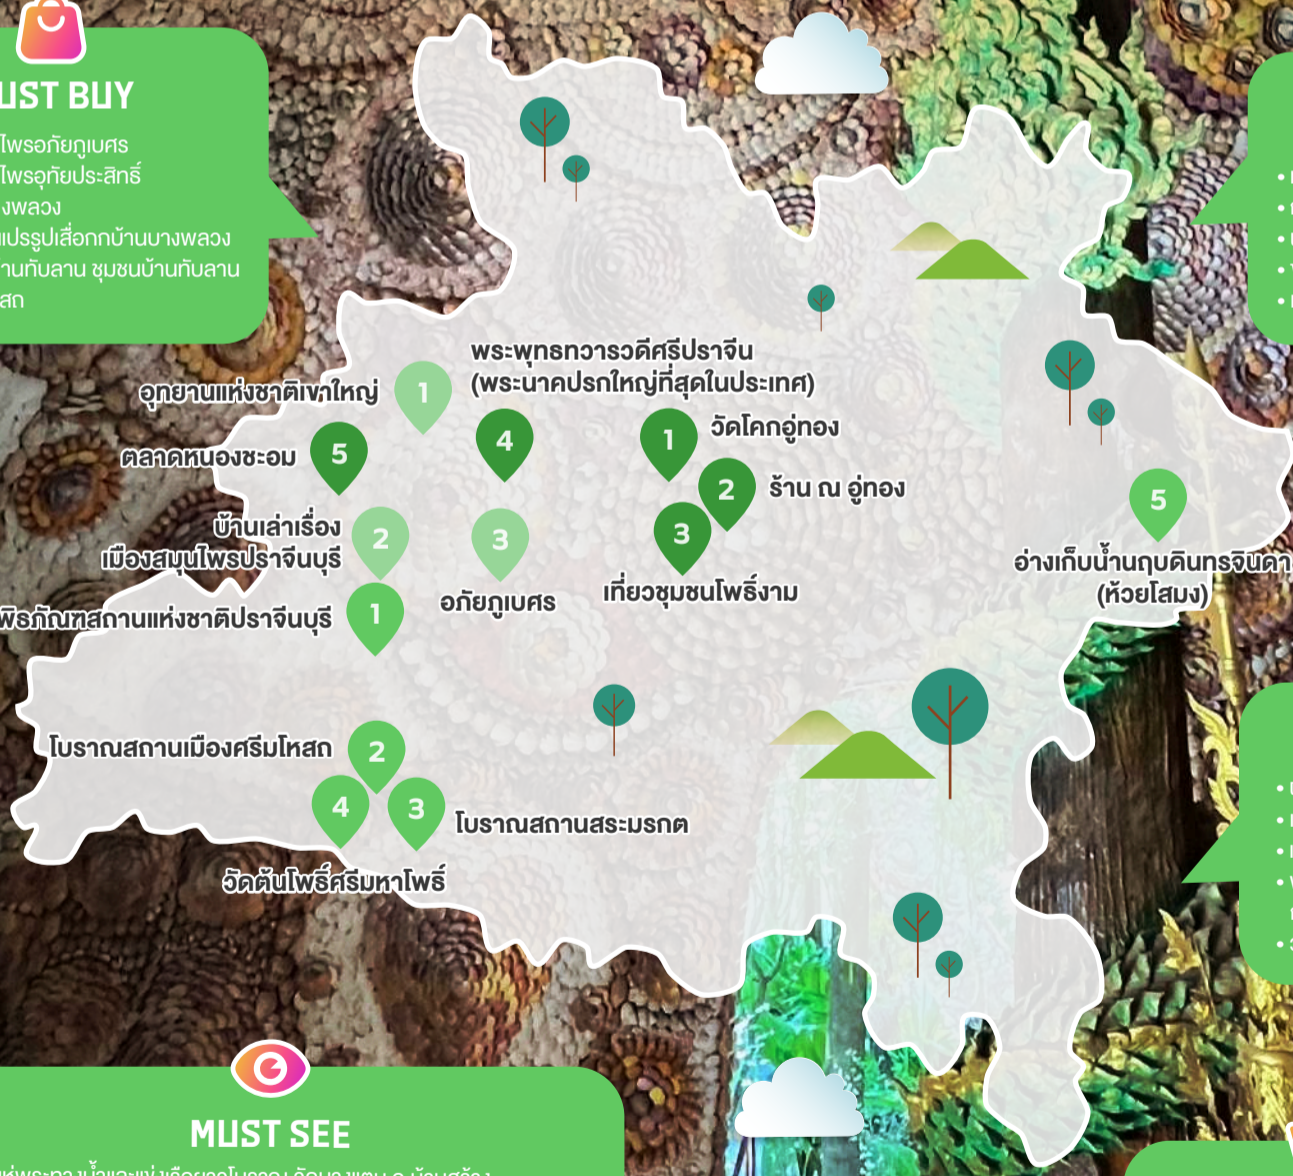 MUST BUY
ไพรอภัยภูเบศร
ไพรอุทัยประสิทธิ์
งพลวง
แปรรูปเสื่อกกบ้านบางพลวง
้านทับลาน ชุมชนบ้านทับลาน
สถ
พระพุทธทวารวดีศรีปราจีน
(พระนาคปรกใหญ่ที่สุดในประเทศ)
อุทยานแห่งชาติเขาใหญ่
1
4
1
วัดโคกอู่ทอง
ตลาดหนองชะอม
5
2
ร้าน ณ อู่ทอง
5
บ้านเล่าเรื่อง
เมืองสมุนไพรปราจีนบุรี
2
3
3
อ่างเก็บน้ำนฤบดินทรจินดา
(ห้วยโสมง)
อภัยภูเบศร
เที่ยวชุมชนโพธิ์งาม
พิธภัณฑสถานแห่งชาติปราจีนบุรี
1
โบราณสถานเมืองศรีมโหสถ
2
4
3
โบราณสถานสระมรกต
วัดต้นโพธิ์ศรีมหาโพธิ์
MUST SEE